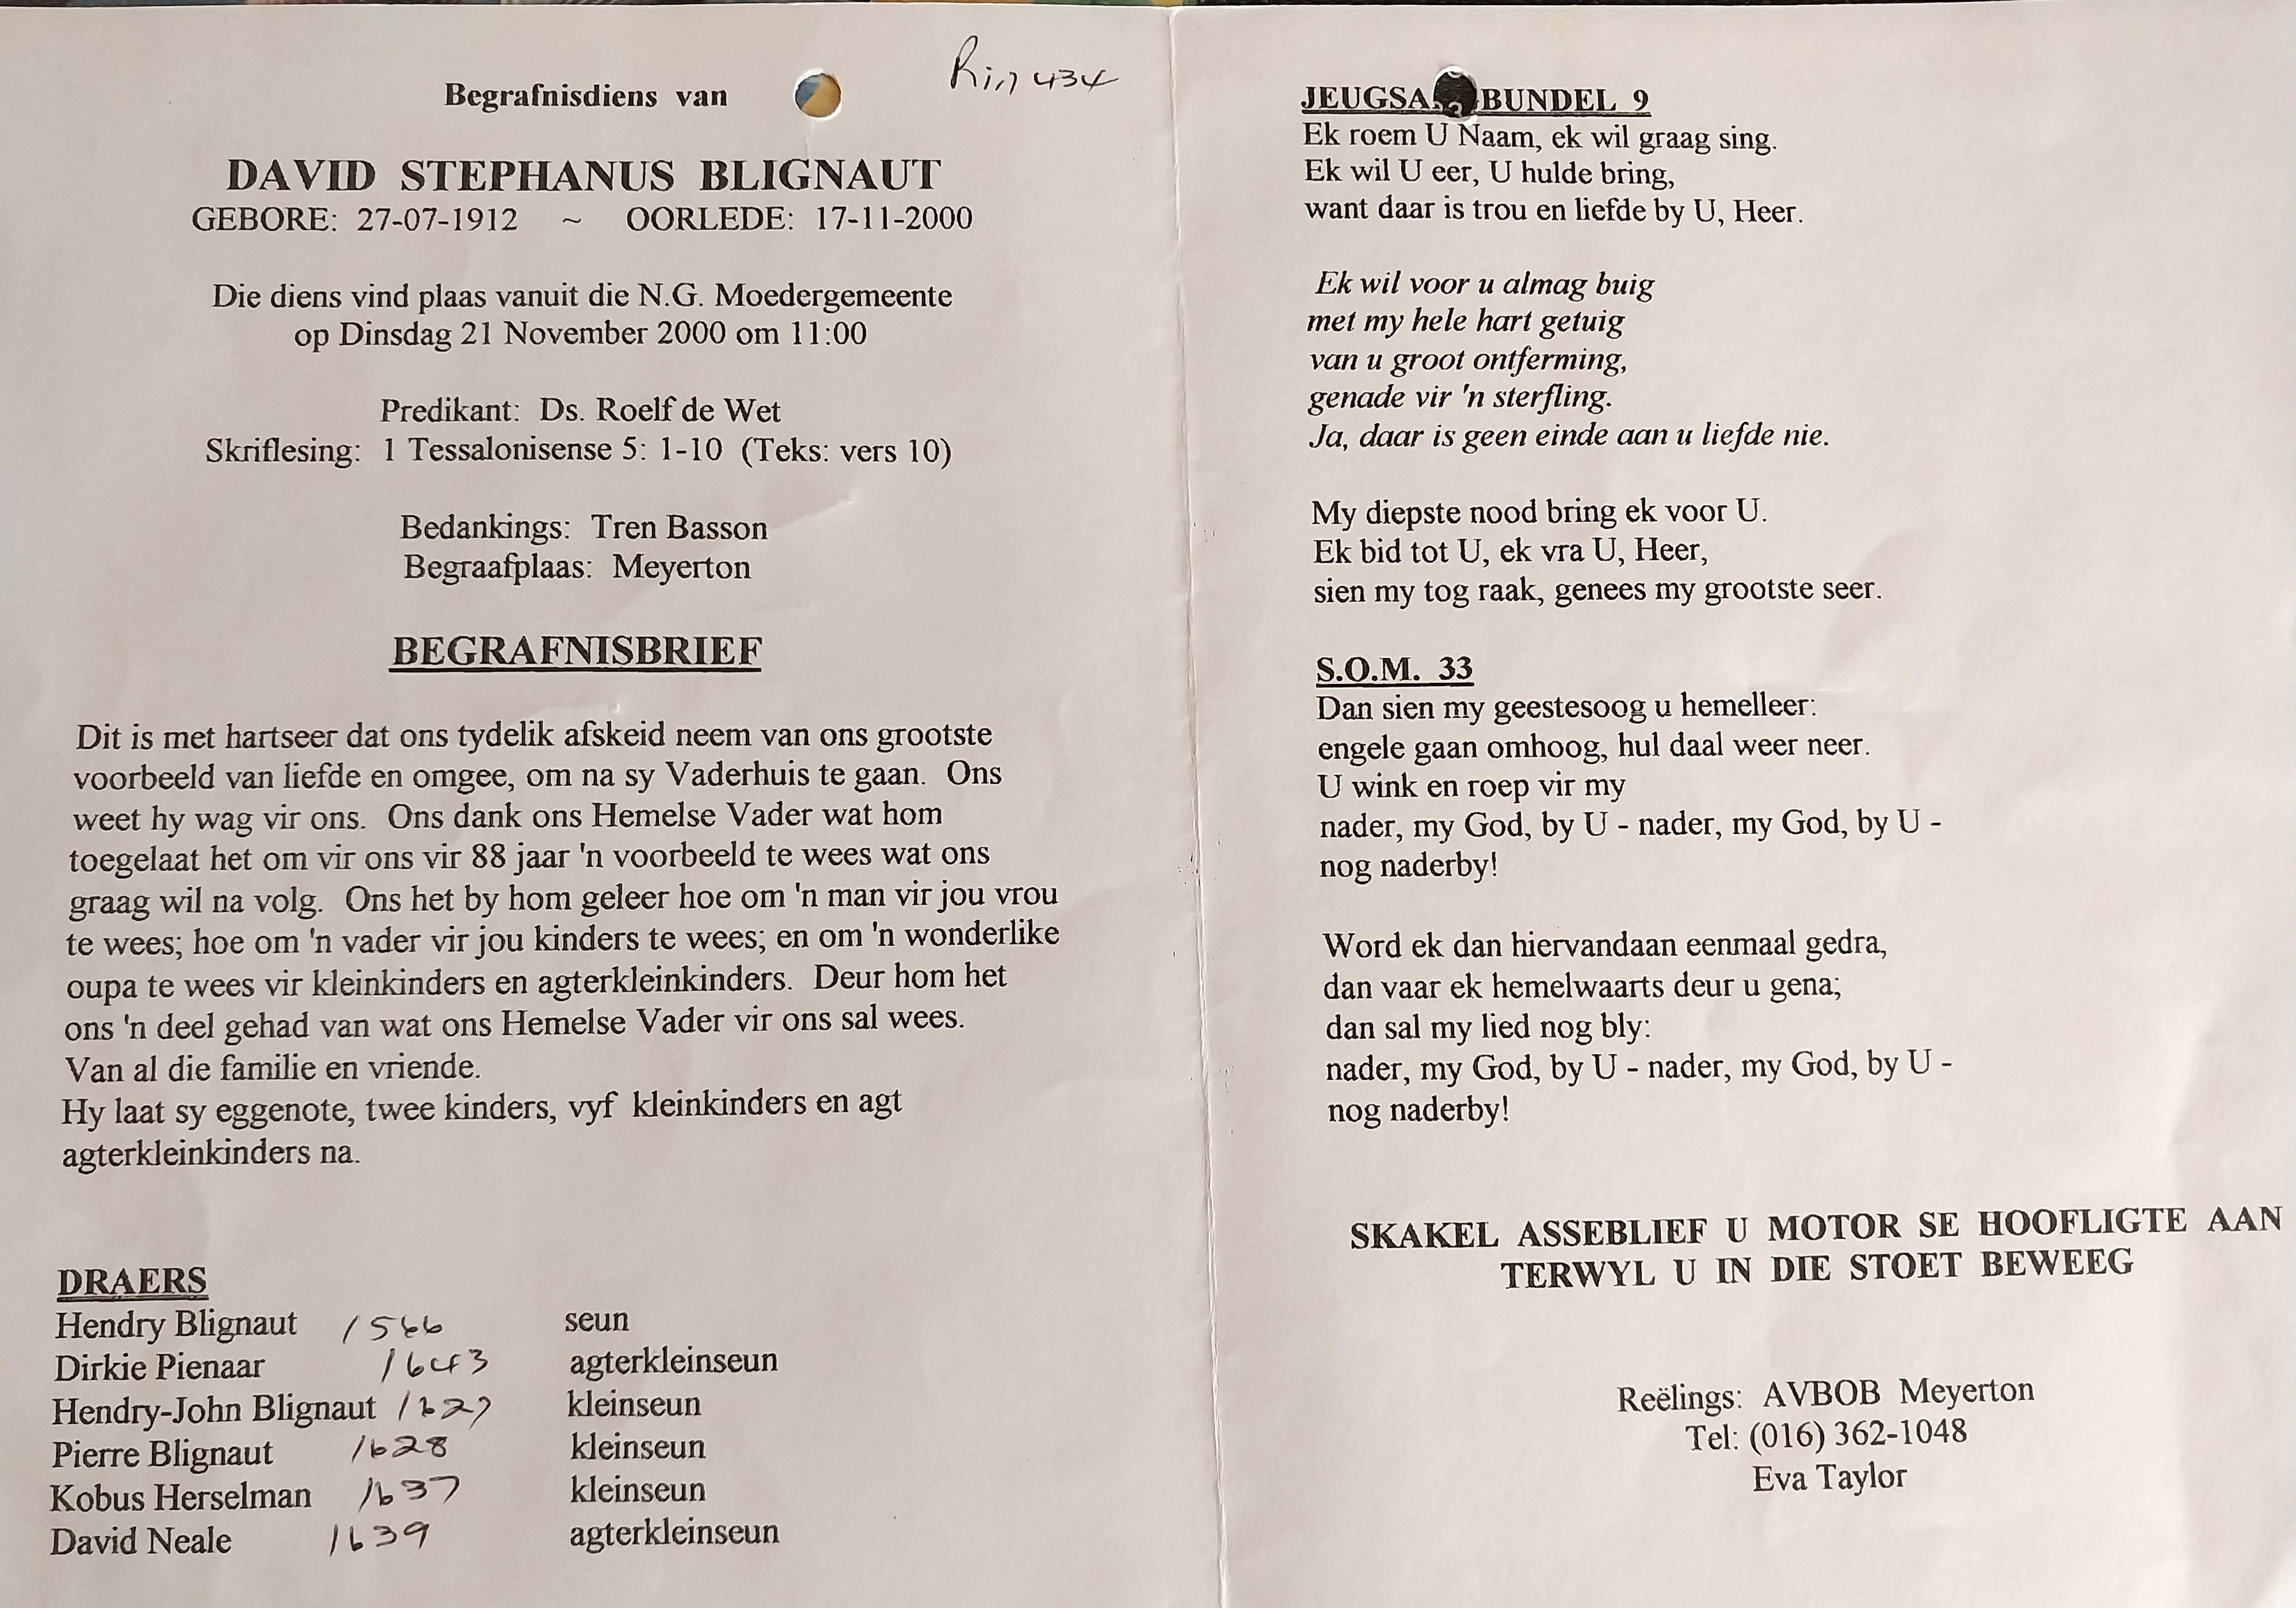 Begrafnisdiens van
DAVID STEPHANUS BLIGNAUT
GEBORE: 27-07-1912 ~ OORLEDE: 17-11-2000
Die diens vind plaas vanuit die N.G. Moedergemeente
op Dinsdag 21 November 2000 om 11:00
Predikant: Ds. Roelf de Wet
Skriflesing: 1 Tessalonisense 5: 1-10 (Teks: vers 10)
Bedankings: Tren Basson
Begraafplaas: Meyerton
BEGRAFNISBRIEF
Dit is met hartseer dat ons tydelik afskeid neem van ons grootste
voorbeeld van liefde en omgee, om na sy Vaderhuis te gaan. Ons
weet hy wag vir ons. Ons dank ons Hemelse Vader wat hom
toegelaat het om vir ons vir 88 jaar 'n voorbeeld te wees wat ons
graag wil na volg. Ons het by hom geleer hoe om 'n man vir jou vrou
te wees; hoe om 'n vader vir jou kinders te wees; en om 'n wonderlike
oupa te wees vir kleinkinders en agterkleinkinders. Deur hom het
ons 'n deel gehad van wat ons Hemelse Vader vir ons sal wees.
Van al die familie en vriende.
Hy laat sy eggenote, twee kinders, vyf kleinkinders en agt
agterkleinkinders na.
DRAERS
Hendry Blignaut 1566 seun
Dirkie Pienaar 1643 agterkleinseun
Hendry-John Blignaut 1627 kleinseun
Pierre Blignaut 1628 kleinseun
Kobus Herselman 1637 kleinseun
David Neale 1639 agterkleinseun
434
JEUGSA BUNDEL 9
Ek roem U Naam, ek wil graag sing.
Ek wil U eer, U hulde bring,
want daar is trou en liefde by U, Heer.
Ek wil voor u almag buig
met my hele hart getuig
van u groot ontferming,
genade vir 'n sterfling.
Ja, daar is geen einde aan u liefde nie.
My diepste nood bring ek voor U.
Ek bid tot U, ek vra U, Heer,
sien my tog raak, genees my grootste seer.
S.O.M. 33
Dan sien my geestesoog u hemelleer:
engele gaan omhoog, hul daal weer neer.
U wink en roep vir my
nader, my God, by U - nader, my God, by U -
nog naderby!
Word ek dan hiervandaan eenmaal gedra,
dan vaar ek hemelwaarts deur u gena;
dan sal my lied nog bly:
nader, my God, by U - nader, my God, by U -
nog naderby!
SKAKEL ASSEBLIEF U MOTOR SE HOOFLIGTE AAN
TERWYL U IN DIE STOET BEWEEG
Reëlings: AVBOB Meyerton
Tel: (016) 362-1048
Eva Taylor